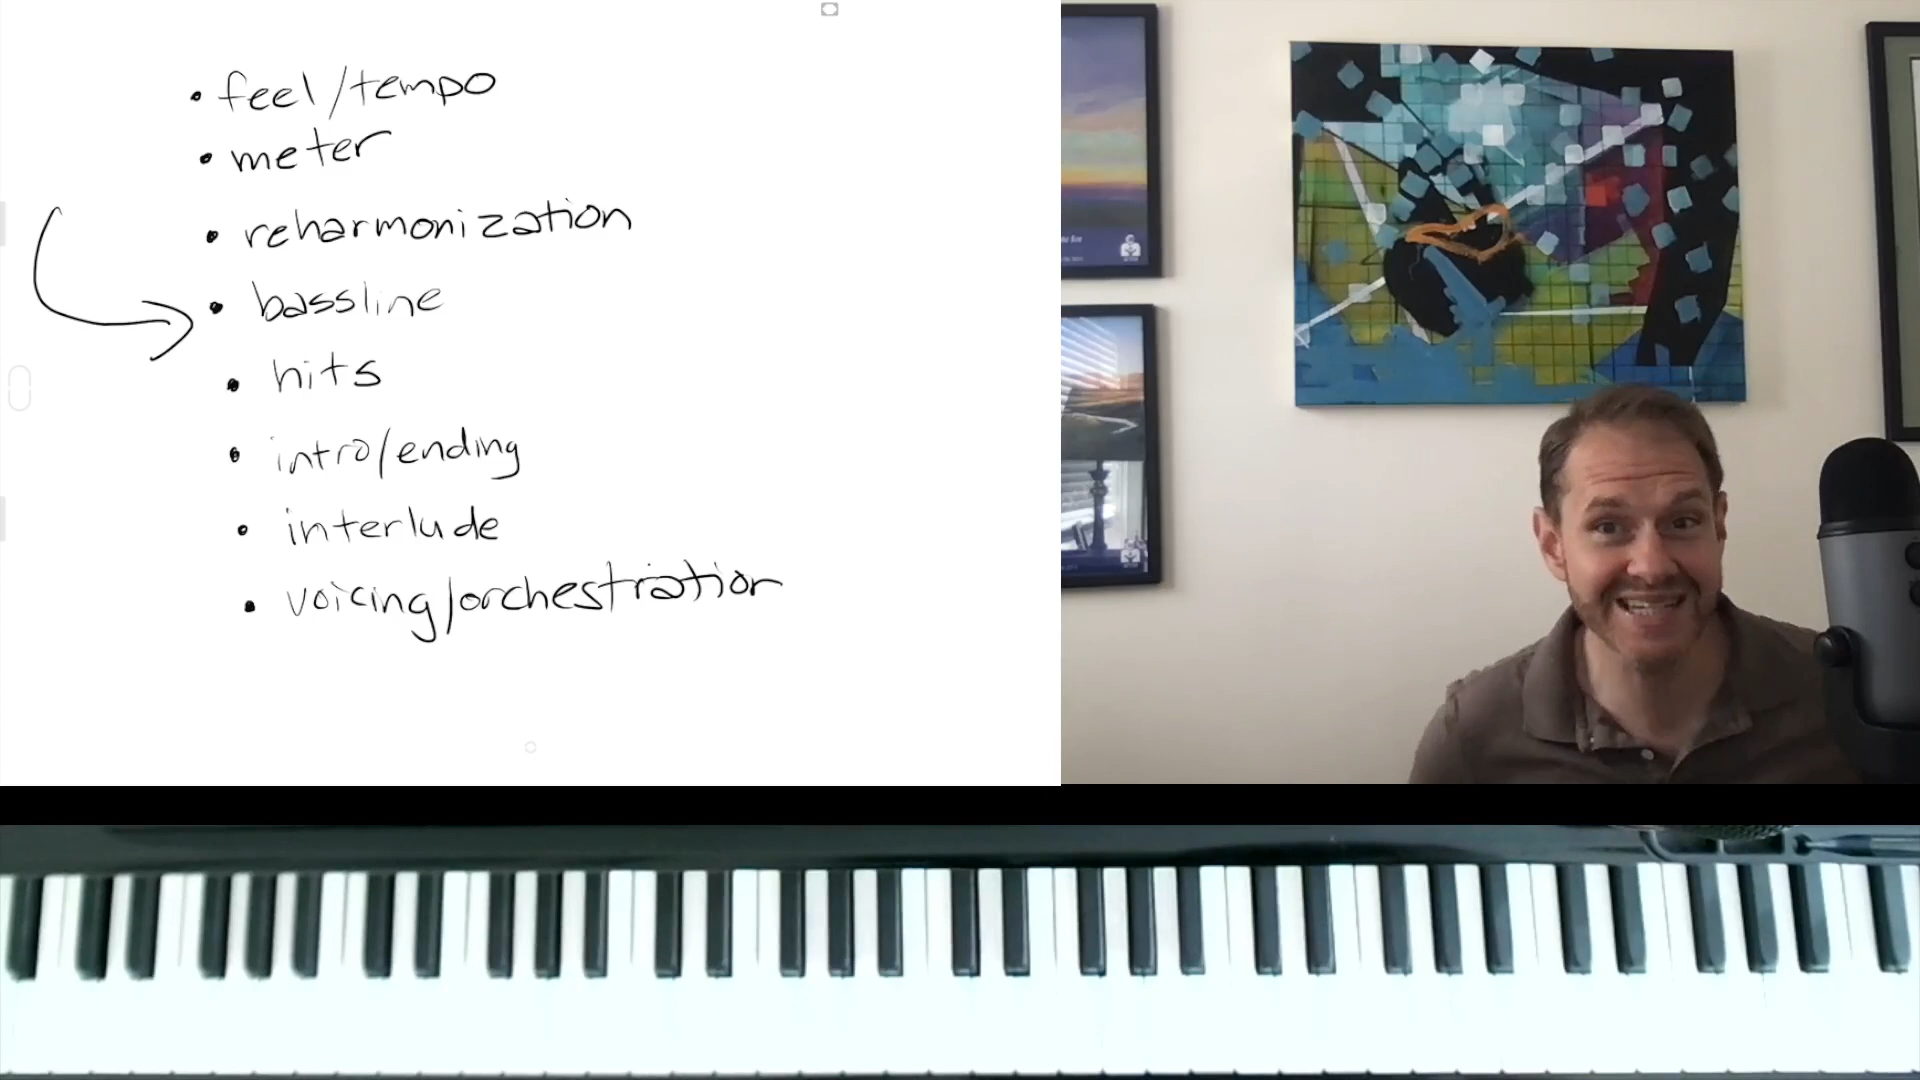 • feel/tempo
• meter
• reharmonization
• bassline
• hits
• intro/ending
• interlude
• voicing/orchestration